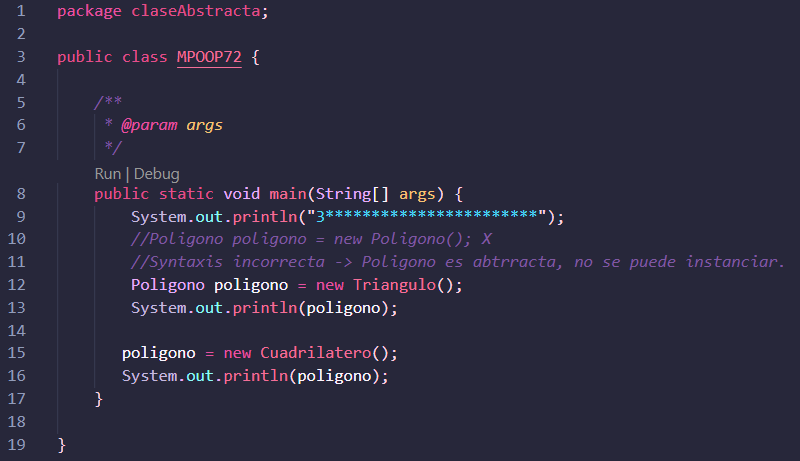 1 package claseAbstracta;
2
3 public class MPOOP72 {
4
5 /**
6 * @param args
7 */
Run | Debug
8 public static void main(String[] args) {
9 System.out.println("3***********************");
10 //Poligono poligono = new Poligono(); X
11 //Syntaxis incorrecta -> Poligono es abtrracta, no se puede instanciar.
12 Poligono poligono = new Triangulo();
13 System.out.println(poligono);
14
15 poligono = new Cuadrilatero();
16 System.out.println(poligono);
17 }
18
19 }